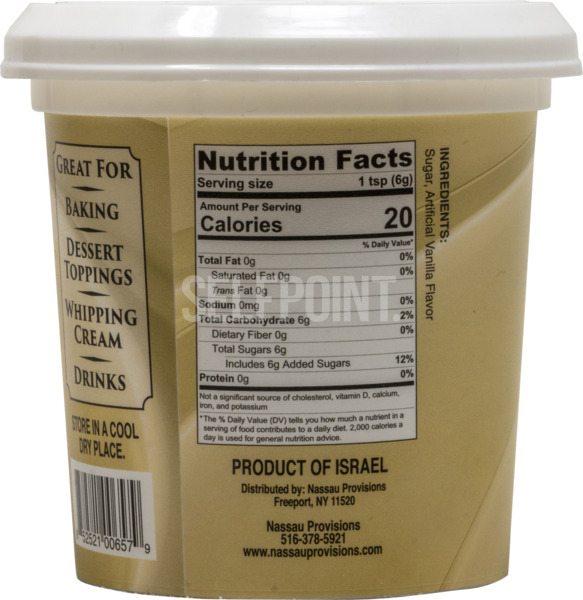 GREAT FOR
BAKING
DESSERT
TOPPINGS
WHIPPING
CREAM
DRINKS
STORE IN A COOL
DRY PLACE.
52521 00657 9
Nutrition Facts
Serving size 1 tsp (6g)
Amount Per Serving
Calories 20
% Daily Value*
Total Fat 0g 0%
Saturated Fat 0g 0%
Trans Fat 0g
Sodium 0mg 0%
Total Carbohydrate 6g 2%
Dietary Fiber 0g 0%
Total Sugars 6g
Includes 6g Added Sugars 12%
Protein 0g 0%
Not a significant source of cholesterol, vitamin D, calcium,
iron, and potassium
*The % Daily Value (DV) tells you how much a nutrient in a
serving of food contributes to a daily diet. 2,000 calories a
day is used for general nutrition advice.
INGREDIENTS:
Sugar, Artificial Vanilla Flavor
PRODUCT OF ISRAEL
Distributed by: Nassau Provisions
Freeport, NY 11520
Nassau Provisions
516-378-5921
www.nassauprovisions.com